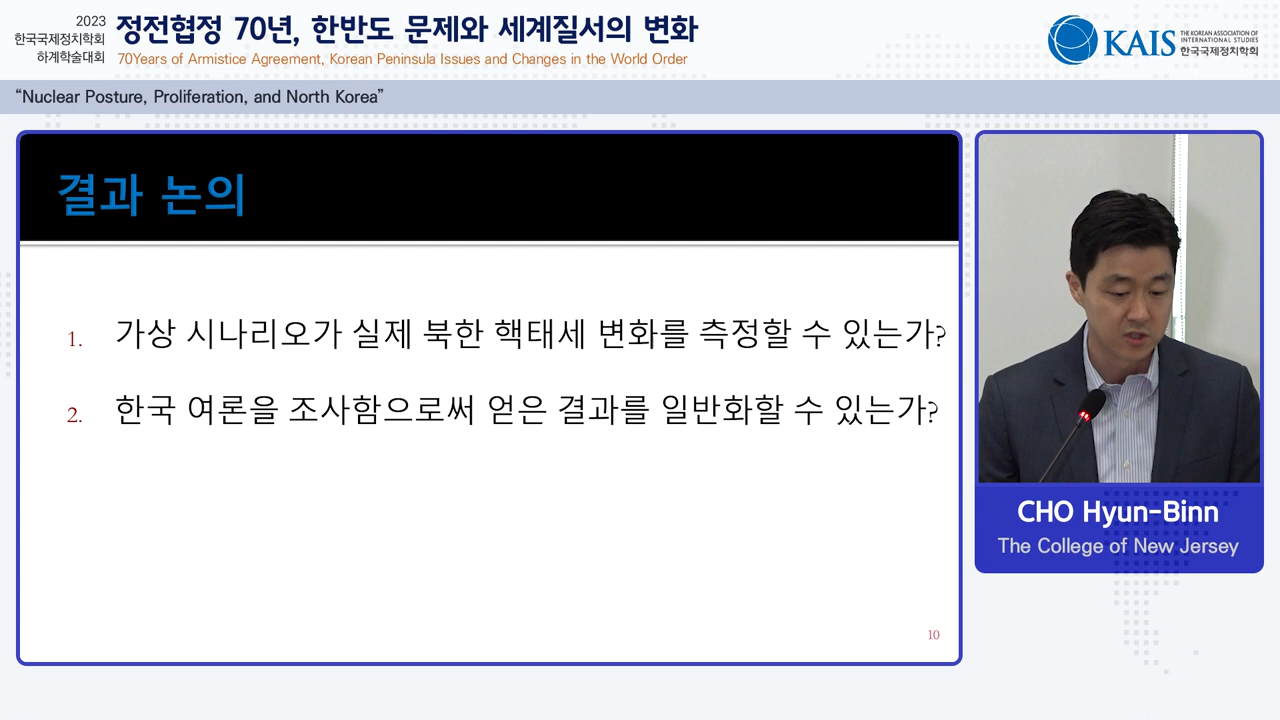 2023
한국국제정치학회
하계학술대회
정전협정 70년, 한반도 문제와 세계질서의 변화
70Years of Armistice Agreement, Korean Peninsula Issues and Changes in the World Order
KAIS
THE KOREAN ASSOCIATION OF
INTERNATIONAL STUDIES
한국국제정치학회
“Nuclear Posture, Proliferation, and North Korea”
결과 논의
1. 가상 시나리오가 실제 북한 핵태세 변화를 측정할 수 있는가?
2. 한국 여론을 조사함으로써 얻은 결과를 일반화할 수 있는가?
10
CHO Hyun-Binn
The College of New Jersey